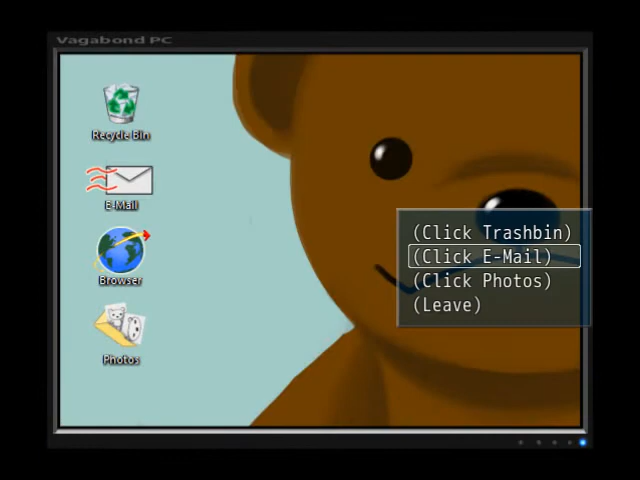 Vagabond PC
Recycle Bin
E-Mail
Browser
Photos
(Click Trashbin)
(Click E-Mail)
(Click Photos)
(Leave)